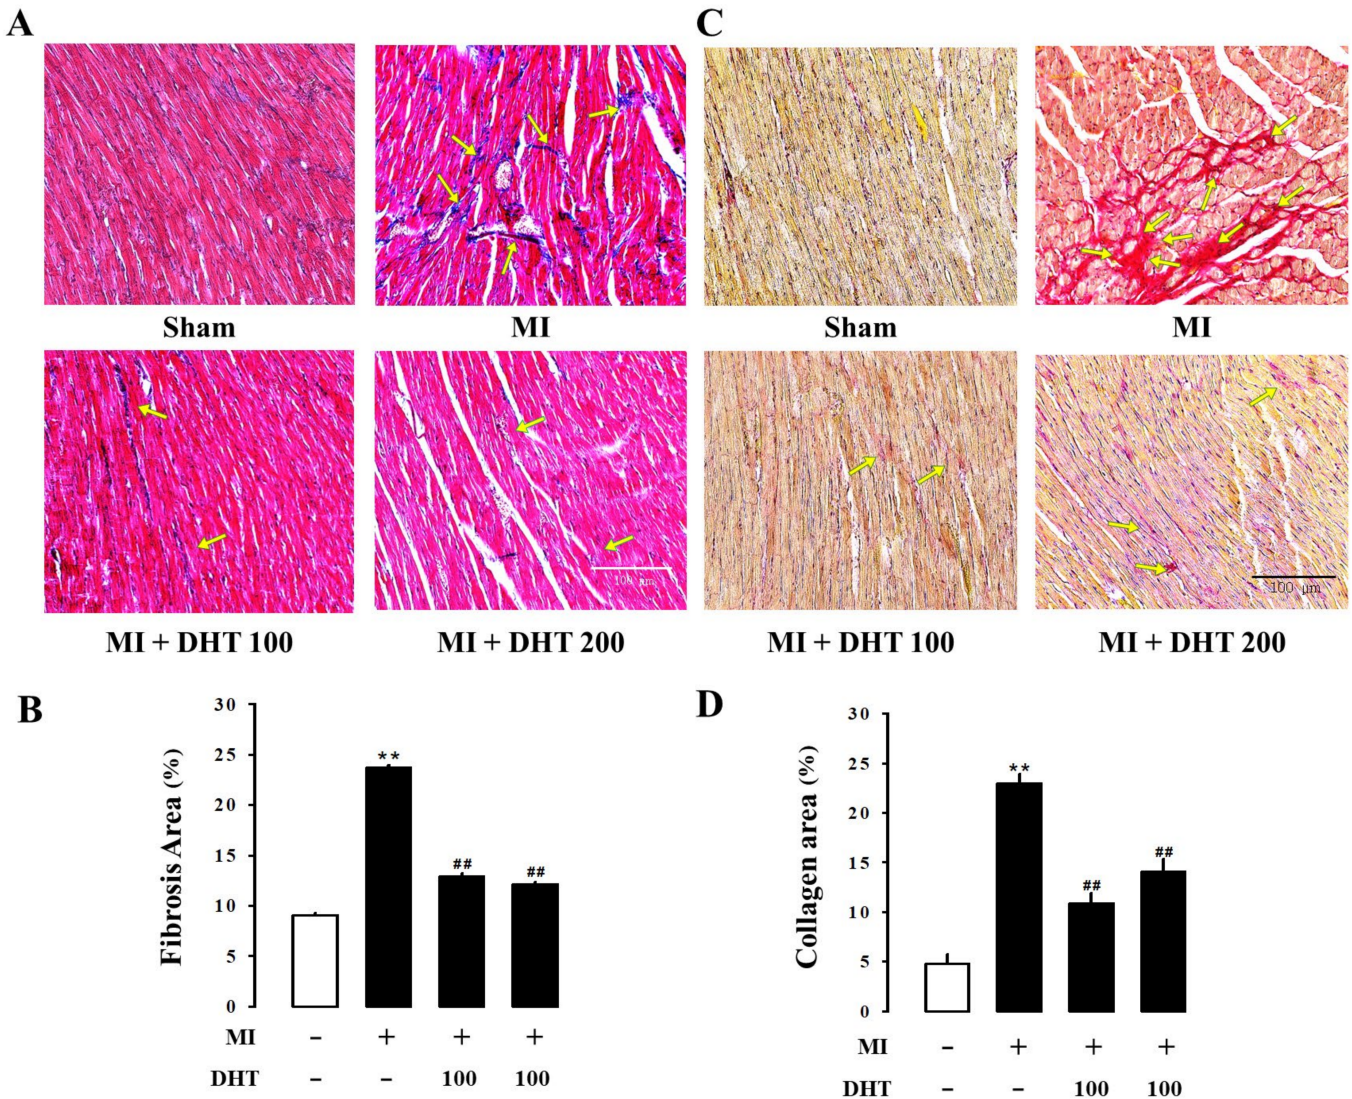 A
C
Sham
MI
Sham
MI
100 μm
100 μm
MI + DHT 100
MI + DHT 200
MI + DHT 100
MI + DHT 200
B
Fibrosis Area (%)
30
25
20
15
10
5
0
**
##
##
MI
−
+
+
+
DHT
−
−
100
100
D
Collagen area (%)
30
25
20
15
10
5
0
**
##
##
MI
−
+
+
+
DHT
−
−
100
100